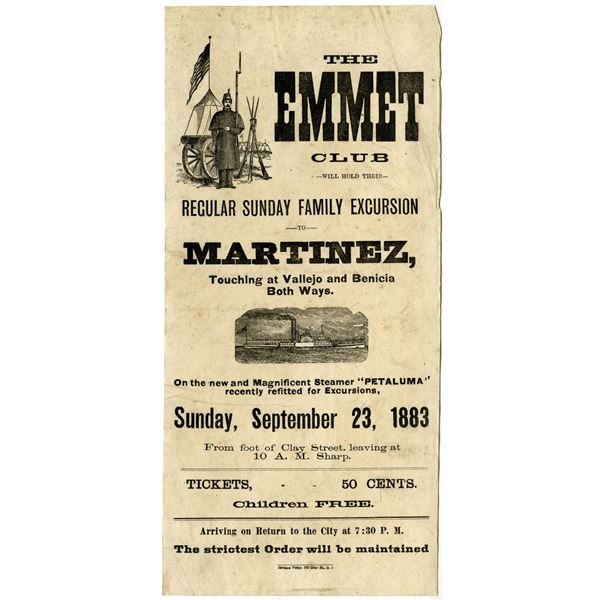 THE
EMMET
CLUB
—WILL HOLD THEIR—
REGULAR SUNDAY FAMILY EXCURSION
—TO—
MARTINEZ,
Touching at Vallejo and Benicia
Both Ways.
On the new and Magnificent Steamer "PETALUMA"
recently refitted for Excursions,
Sunday, September 23, 1883
From foot of Clay Street, leaving at
10 A. M. Sharp.
TICKETS, - - 50 CENTS.
Children FREE.
Arriving on Return to the City at 7:30 P. M.
The strictest Order will be maintained